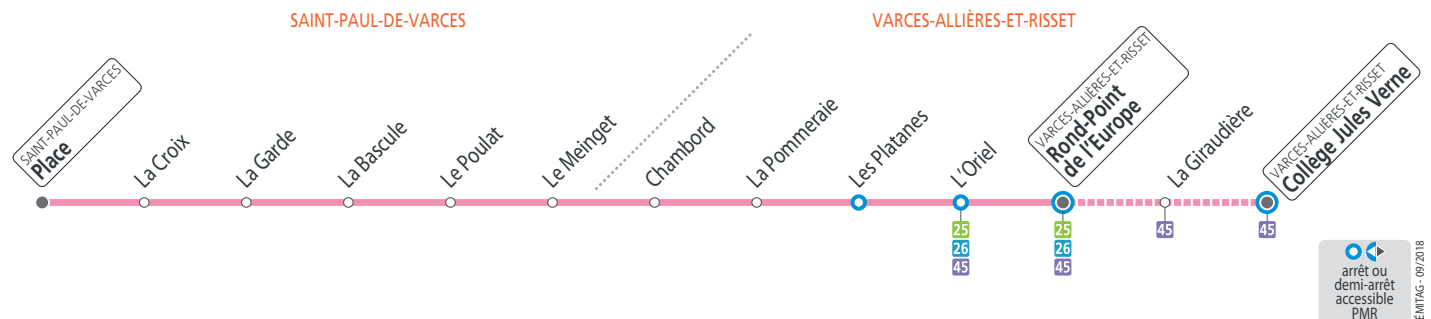 SAINT-PAUL-DE-VARCES
VARCES-ALLIÈRES-ET-RISSET
SAINT-PAUL-DE-VARCES
Place
La Croix
La Garde
La Bascule
Le Poulat
Le Meinget
Chambord
La Pommeraie
Les Platanes
L'Oriel
VARCES-ALLIÈRES-ET-RISSET
Rond-Point
de l'Europe
La Giraudière
VARCES-ALLIÈRES-ET-RISSET
Collège Jules Verne
25
26
45
25
26
45
45
45
arrêt ou
demi-arrêt
accessible
PMR
ÉMITAG - 09/2018